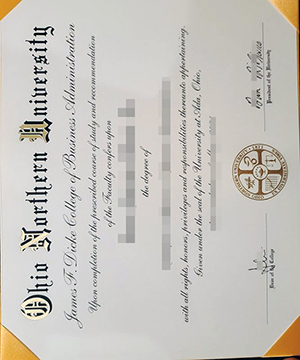 Ohio Northern University
James F. Dicke College of Business Administration
Upon completion of the prescribed course of study and recommendation
of the Faculty confers upon
the degree of
with all rights, honors, privileges and responsibilities thereunto appertaining.
Given under the seal of the University at Ada, Ohio,
President of the University
Dean of the College